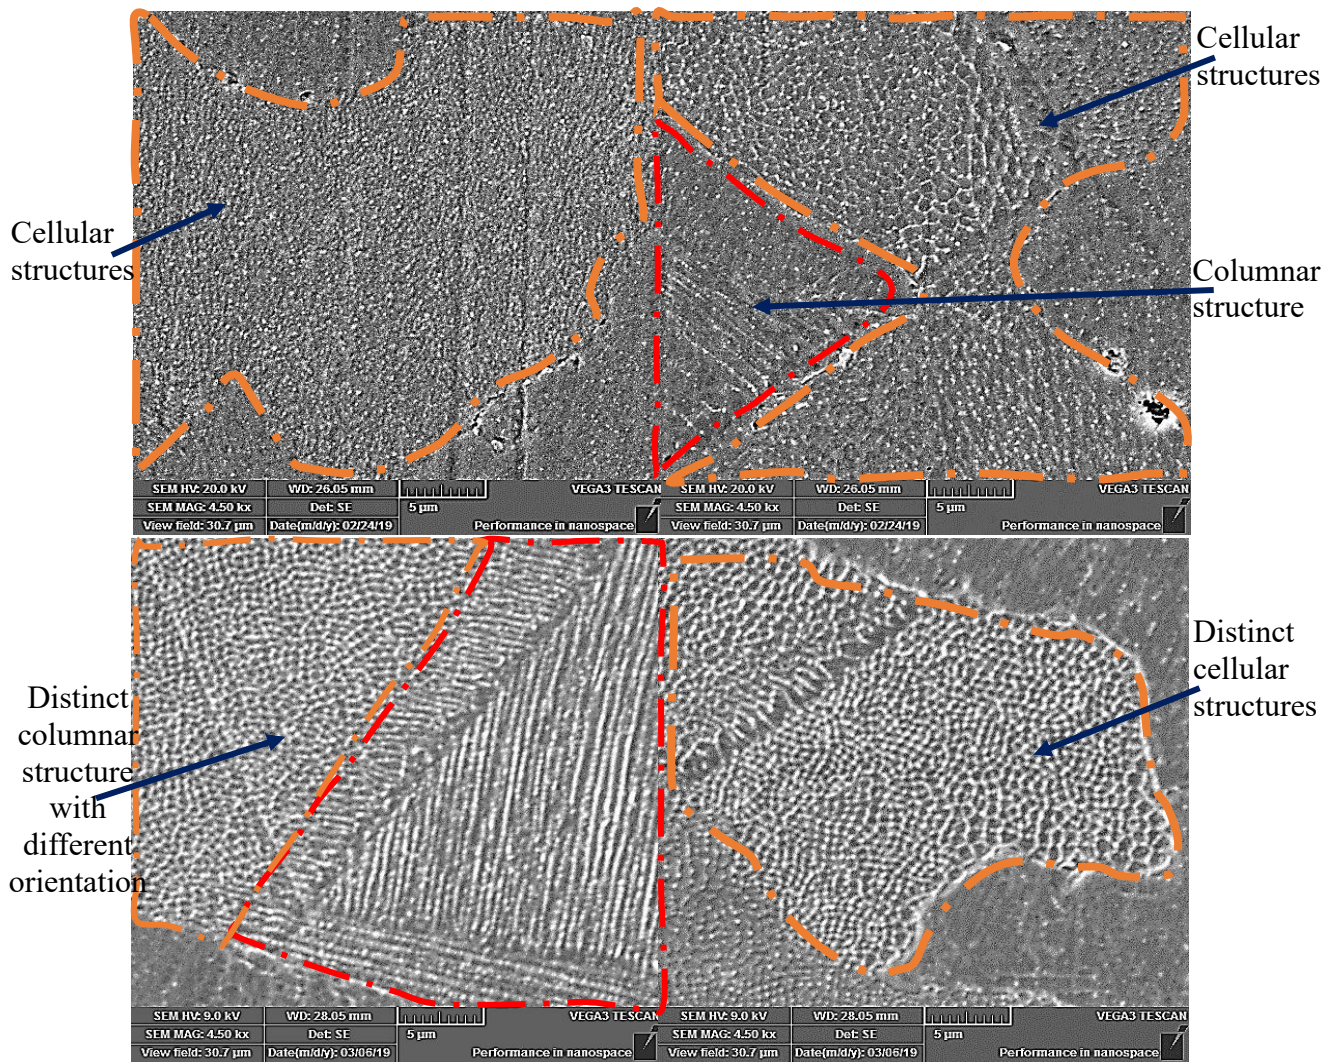 Cellular
structures
Cellular
structures
Columnar
structure
SEM HV: 20.0 kV WD: 26.05 mm VEGA3 TESCAN
SEM MAG: 4.50 kx Det: SE 5 µm
View field: 30.7 µm Date(m/d/y): 02/24/19 Performance in nanospace
SEM HV: 20.0 kV WD: 26.05 mm VEGA3 TESCAN
SEM MAG: 4.50 kx Det: SE 5 µm
View field: 30.7 µm Date(m/d/y): 02/24/19 Performance in nanospace
Distinct
columnar
structure
with
different
orientation
Distinct
cellular
structures
SEM HV: 9.0 kV WD: 28.05 mm VEGA3 TESCAN
SEM MAG: 4.50 kx Det: SE 5 µm
View field: 30.7 µm Date(m/d/y): 03/06/19 Performance in nanospace
SEM HV: 9.0 kV WD: 28.05 mm VEGA3 TESCAN
SEM MAG: 4.50 kx Det: SE 5 µm
View field: 30.7 µm Date(m/d/y): 03/06/19 Performance in nanospace